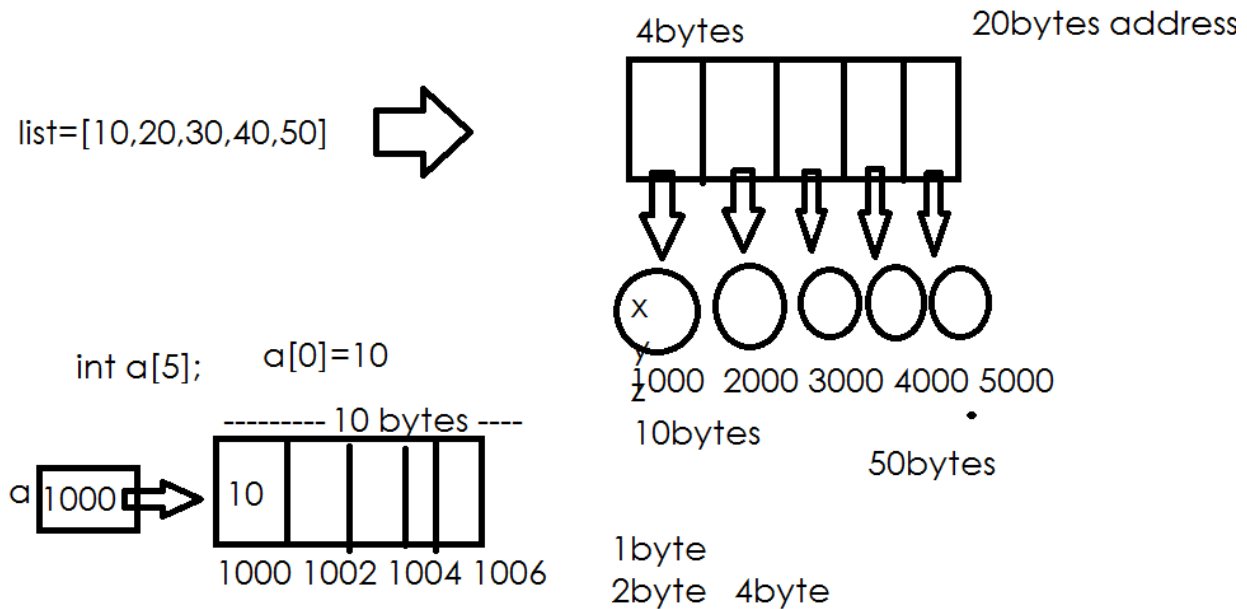 4bytes
20bytes address
list=[10,20,30,40,50]
x
y
z
1000 2000 3000 4000 5000
10bytes
50bytes
int a[5];
a[0]=10
--------- 10 bytes ----
a
1000
10
1000 1002 1004 1006
1byte
2byte 4byte